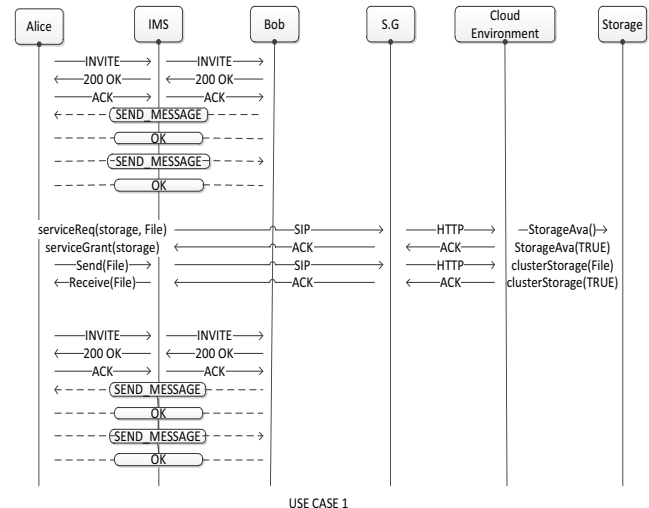 Alice IMS Bob S.G Cloud Environment Storage
INVITE INVITE
200 OK 200 OK
ACK ACK
SEND_MESSAGE
OK
SEND_MESSAGE
OK
serviceReq(storage, File) SIP HTTP StorageAva()
serviceGrant(storage) ACK ACK StorageAva(TRUE)
Send(File) SIP HTTP clusterStorage(File)
Receive(File) ACK ACK clusterStorage(TRUE)
INVITE INVITE
200 OK 200 OK
ACK ACK
SEND_MESSAGE
OK
SEND_MESSAGE
OK
USE CASE 1